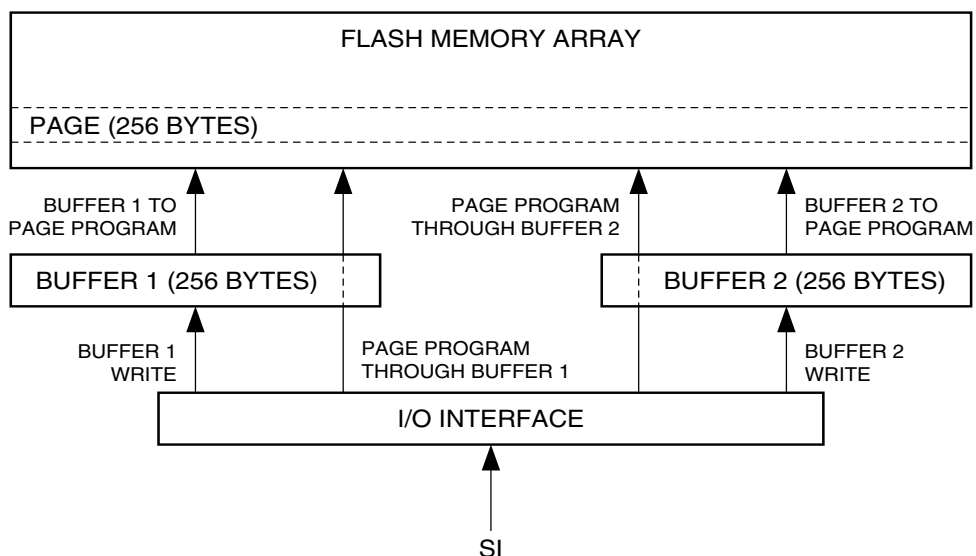 FLASH MEMORY ARRAY
PAGE (256 BYTES)
BUFFER 1 TO
PAGE PROGRAM
PAGE PROGRAM
THROUGH BUFFER 2
BUFFER 2 TO
PAGE PROGRAM
BUFFER 1 (256 BYTES)
BUFFER 2 (256 BYTES)
BUFFER 1
WRITE
PAGE PROGRAM
THROUGH BUFFER 1
BUFFER 2
WRITE
I/O INTERFACE
SI